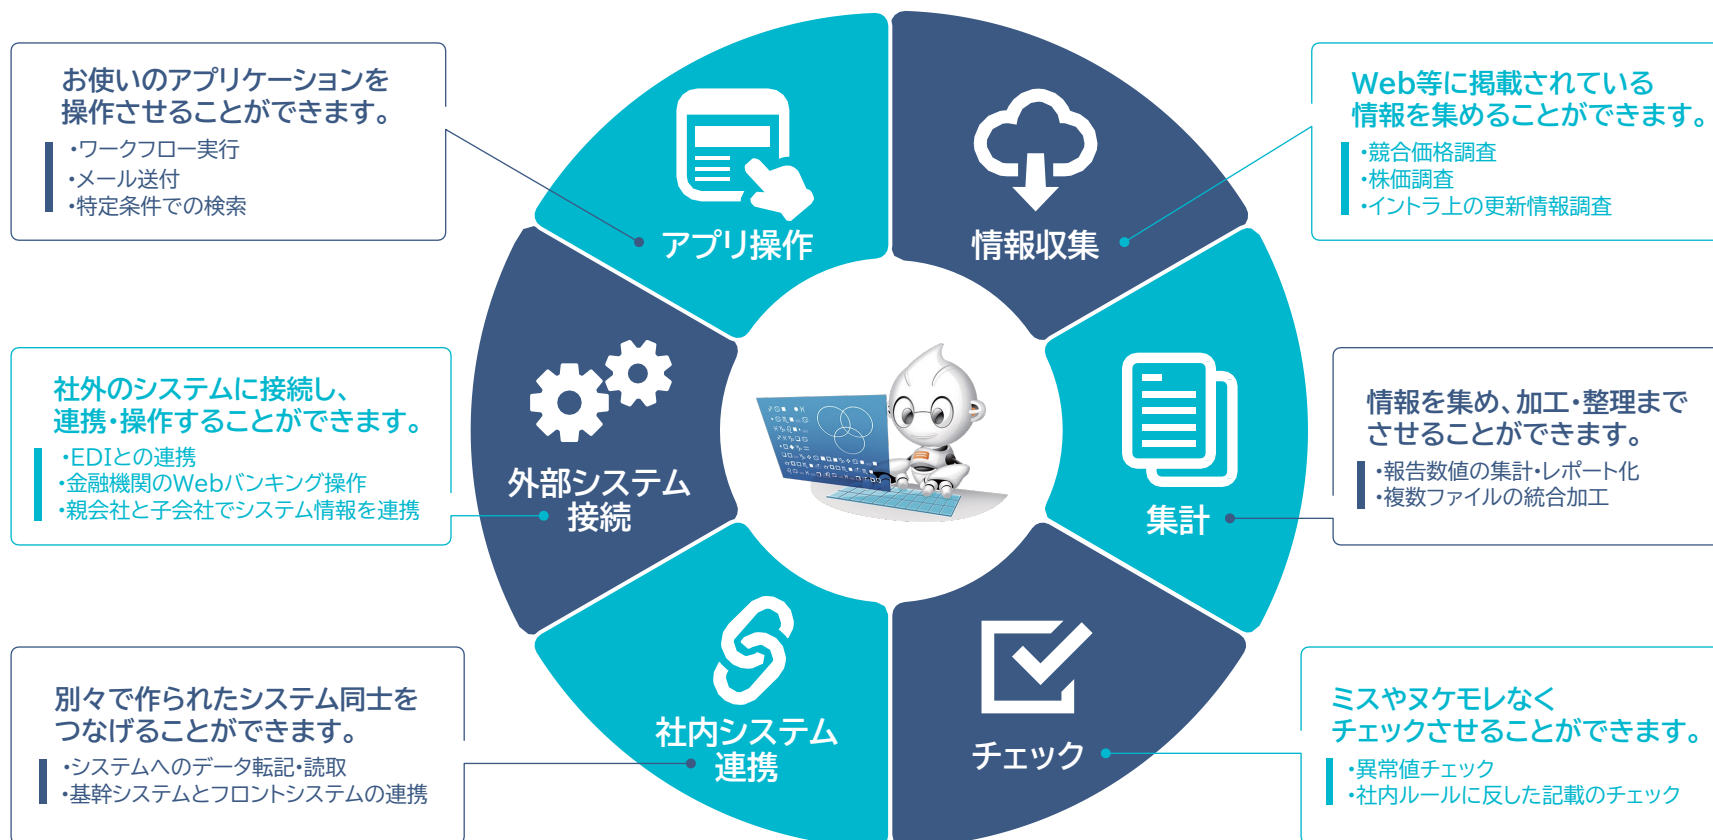 お使いのアプリケーションを
操作させることができます。
・ワークフロー実行
・メール送付
・特定条件での検索
アプリ操作
情報収集
Web等に掲載されている
情報を集めることができます。
・競合価格調査
・株価調査
・イントラ上の更新情報調査
社外のシステムに接続し、
連携・操作することができます。
・EDIとの連携
・金融機関のWebバンキング操作
・親会社と子会社でシステム情報を連携
外部システム
接続
集計
情報を集め、加工・整理まで
させることができます。
・報告数値の集計・レポート化
・複数ファイルの統合加工
別々で作られたシステム同士を
つなげることができます。
・システムへのデータ転記・読取
・基幹システムとフロントシステムの連携
社内システム
連携
チェック
ミスやヌケモレなく
チェックさせることができます。
・異常値チェック
・社内ルールに反した記載のチェック